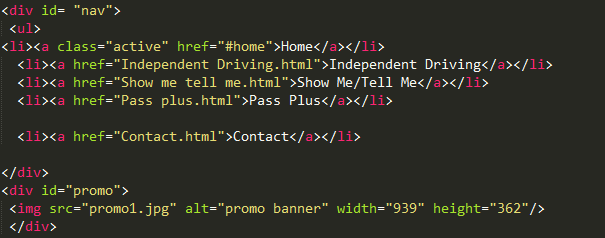 <div id= "nav">
<ul>
<li><a class="active" href="#home">Home</a></li>
<li><a href="Independent Driving.html">Independent Driving</a></li>
<li><a href="Show me tell me.html">Show Me/Tell Me</a></li>
<li><a href="Pass plus.html">Pass Plus</a></li>
<li><a href="Contact.html">Contact</a></li>
</div>
<div id="promo">
<img src="promo1.jpg" alt="promo banner" width="939" height="362"/>
</div>